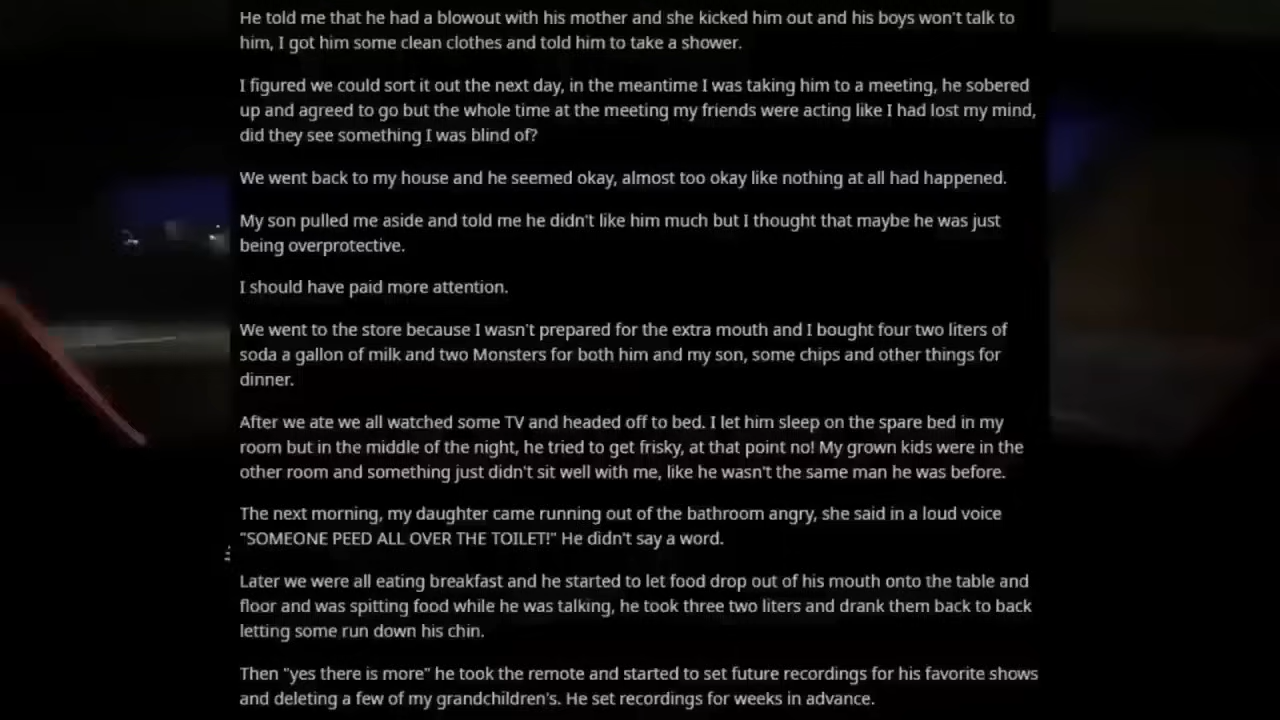 He told me that he had a blowout with his mother and she kicked him out and his boys won't talk to
him, I got him some clean clothes and told him to take a shower.
I figured we could sort it out the next day, in the meantime I was taking him to a meeting, he sobered
up and agreed to go but the whole time at the meeting my friends were acting like I had lost my mind,
did they see something I was blind of?
We went back to my house and he seemed okay, almost too okay like nothing at all had happened.
My son pulled me aside and told me he didn't like him much but I thought that maybe he was just
being overprotective.
I should have paid more attention.
We went to the store because I wasn't prepared for the extra mouth and I bought four two liters of
soda a gallon of milk and two Monsters for both him and my son, some chips and other things for
dinner.
After we ate we all watched some TV and headed off to bed. I let him sleep on the spare bed in my
room but in the middle of the night, he tried to get frisky, at that point no! My grown kids were in the
other room and something just didn't sit well with me, like he wasn't the same man he was before.
The next morning, my daughter came running out of the bathroom angry, she said in a loud voice
"SOMEONE PEED ALL OVER THE TOILET!" He didn't say a word.
Later we were all eating breakfast and he started to let food drop out of his mouth onto the table and
floor and was spitting food while he was talking, he took three two liters and drank them back to back
letting some run down his chin.
Then "yes there is more" he took the remote and started to set future recordings for his favorite shows
and deleting a few of my grandchildren's. He set recordings for weeks in advance.